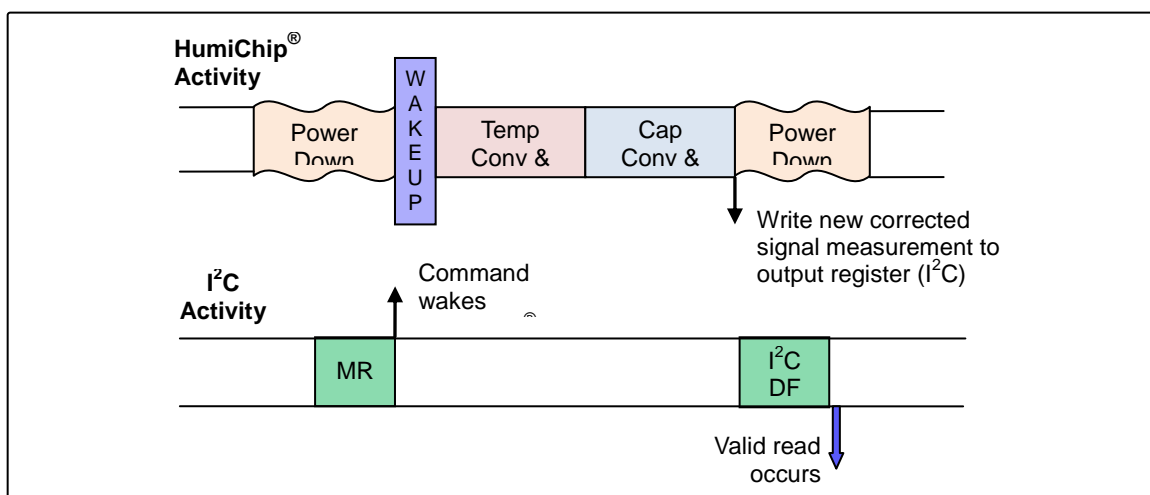 HumiChip®
Activity
W
A
K
E
U
P
Power
Down
Temp
Conv &
Cap
Conv &
Power
Down
Write new corrected
signal measurement to
output register (I²C)
I²C
Activity
Command
wakes
®
MR
I²C
DF
Valid read
occurs